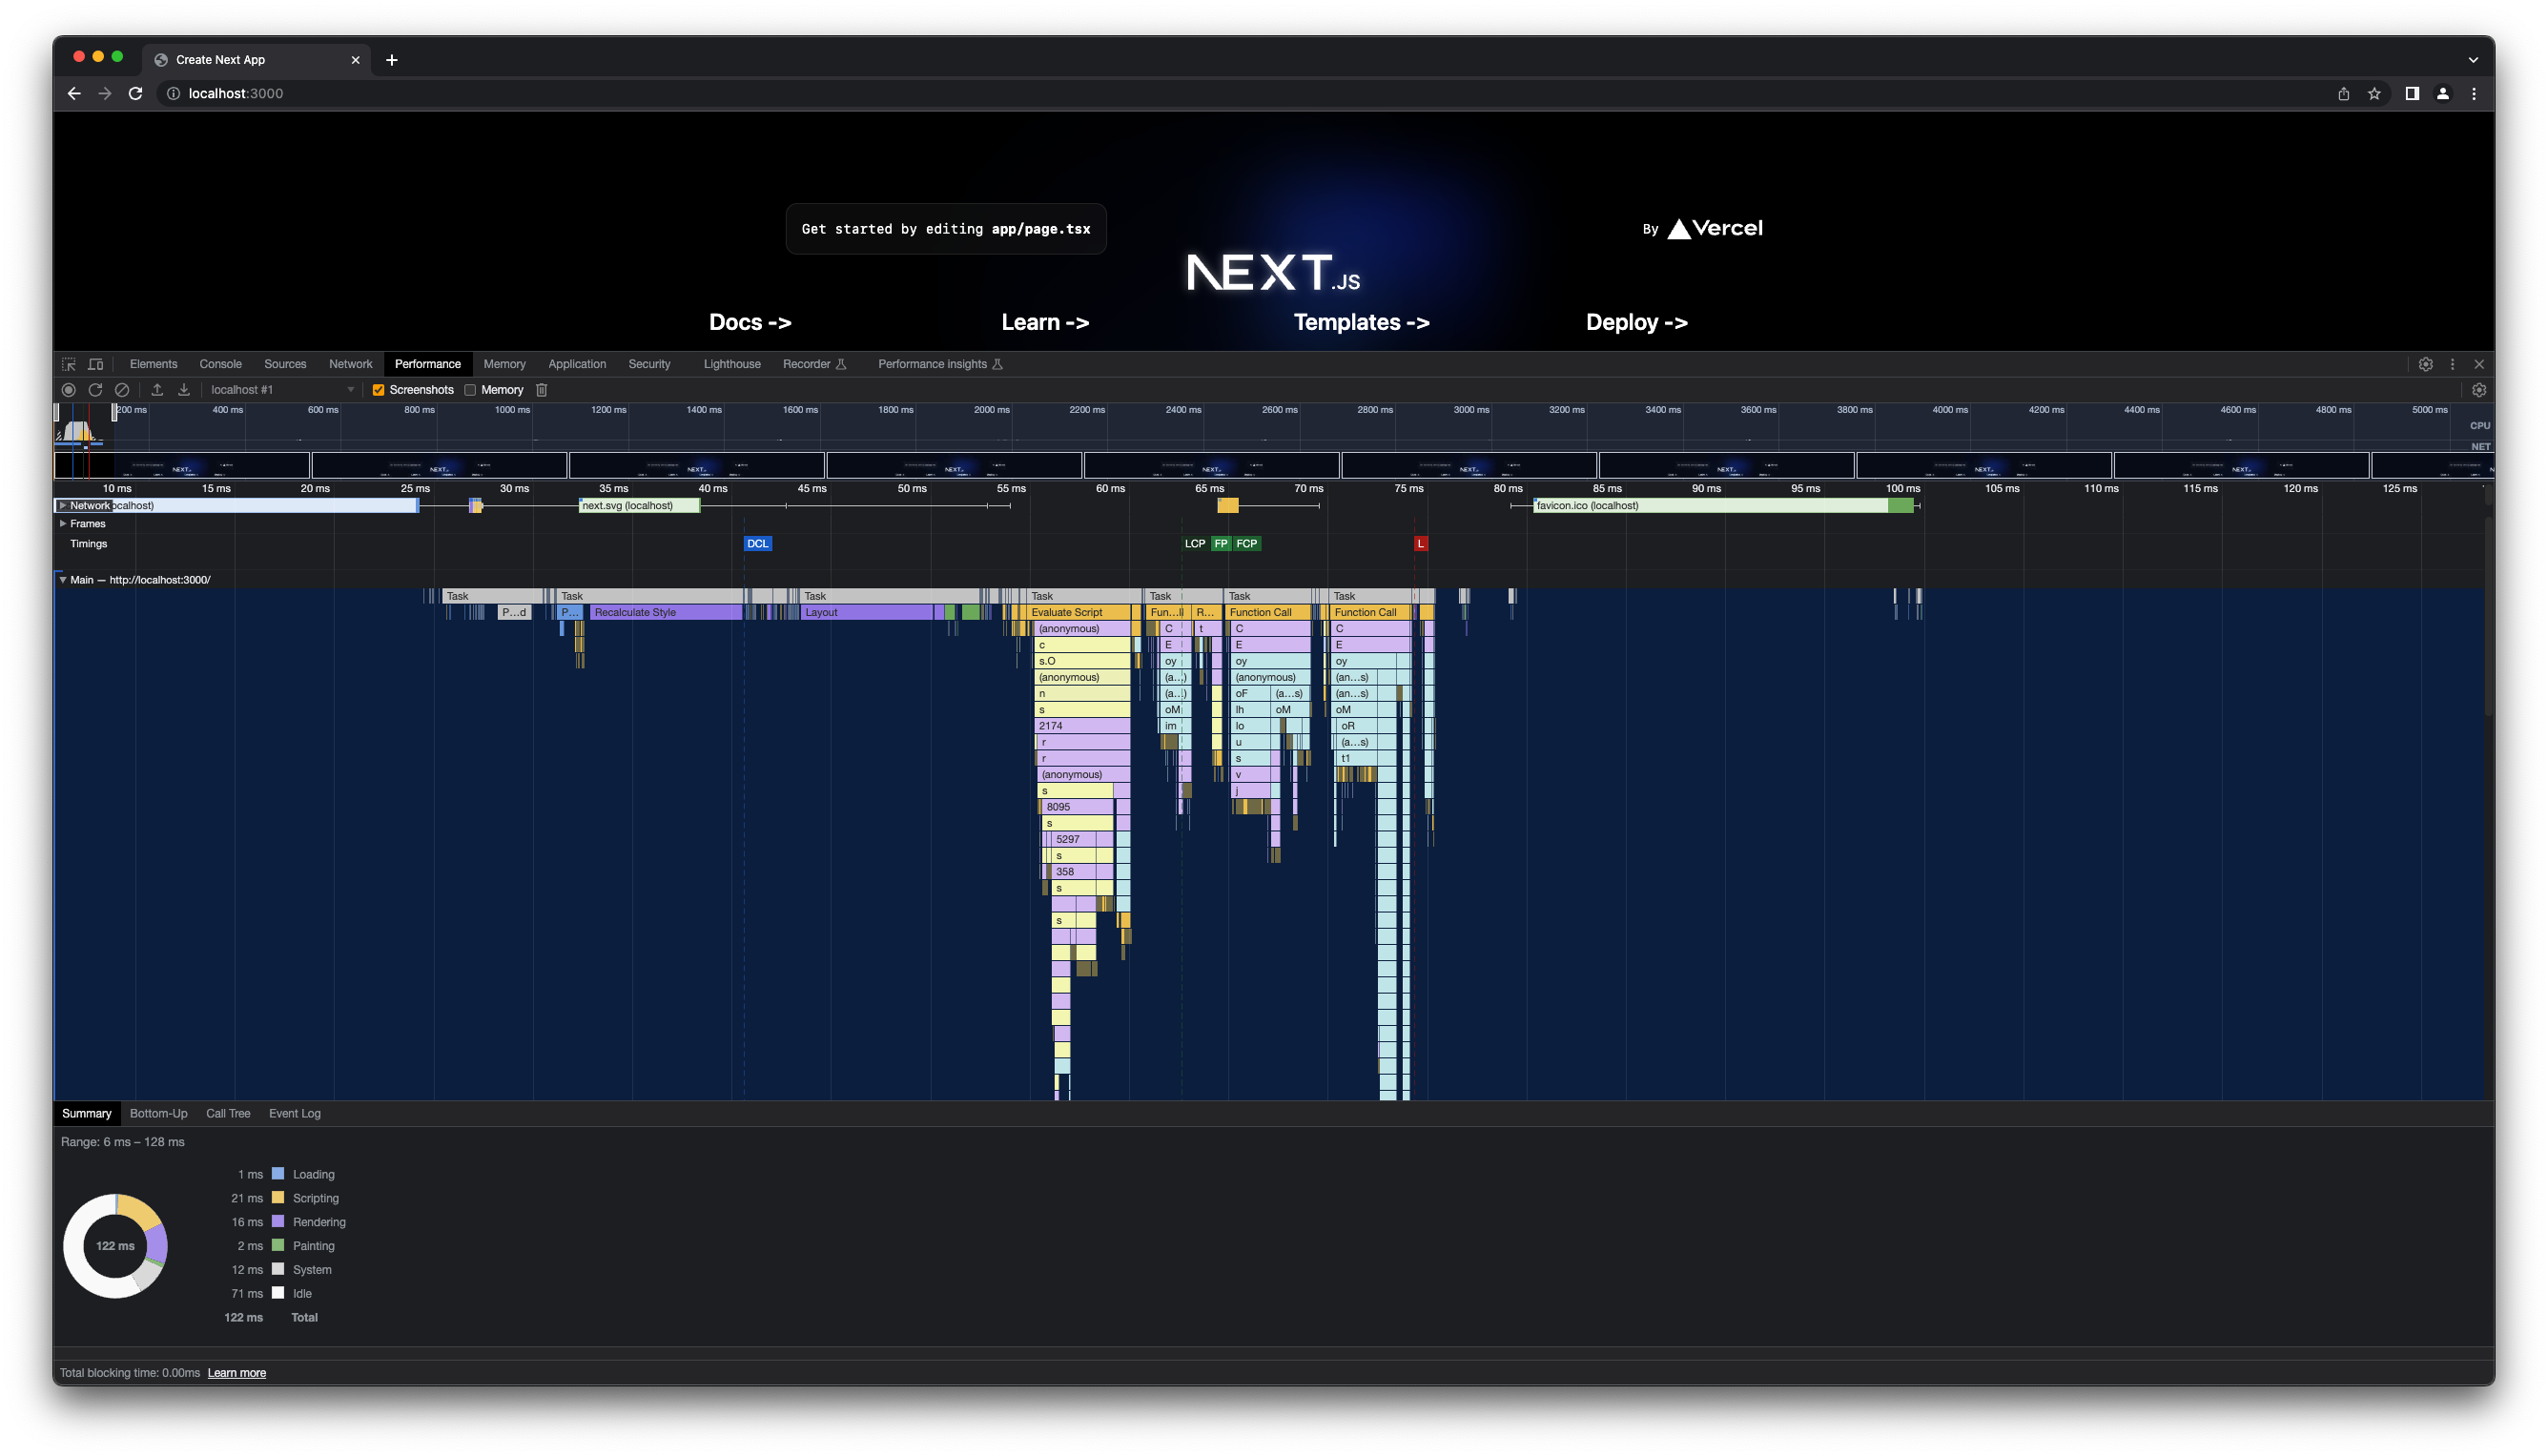 Create Next App
localhost:3000
Get started by editing app/page.tsx
By Vercel
NEXT.JS
Docs ->
Learn ->
Templates ->
Deploy ->
Elements Console Sources Network Performance Memory Application Security Lighthouse Recorder Performance insights
localhost #1 Screenshots Memory
200 ms 400 ms 600 ms 800 ms 1000 ms 1200 ms 1400 ms 1600 ms 1800 ms 2000 ms 2200 ms 2400 ms 2600 ms 2800 ms 3000 ms 3200 ms 3400 ms 3600 ms 3800 ms 4000 ms 4200 ms 4400 ms 4600 ms 4800 ms 5000 ms
CPU
NET
10 ms 15 ms 20 ms 25 ms 30 ms 35 ms 40 ms 45 ms 50 ms 55 ms 60 ms 65 ms 70 ms 75 ms 80 ms 85 ms 90 ms 95 ms 100 ms 105 ms 110 ms 115 ms 120 ms 125 ms
Network ocalhost) next.svg (localhost) favicon.ico (localhost)
Frames
Timings DCL LCP FP FCP L
Main — http://localhost:3000/
Task Task Task Task Task Task Task
P...d P... Recalculate Style Layout Evaluate Script Fun...ll R... Function Call Function Call
(anonymous) C t C C
c E E E
s.O oy oy oy
(anonymous) (a...) (anonymous) (an...s)
n (a...) oF (a...s) (an...s)
s oM lh oM oM
2174 im lo oR
r u (a...s)
r s t1
(anonymous) v
s j
8095
s
5297
s
358
s
s
Summary Bottom-Up Call Tree Event Log
Range: 6 ms – 128 ms
122 ms
1 ms Loading
21 ms Scripting
16 ms Rendering
2 ms Painting
12 ms System
71 ms Idle
122 ms Total
Total blocking time: 0.00ms Learn more